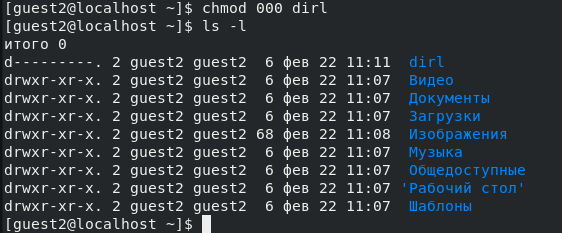 [guest2@localhost ~]$ chmod 000 dirl
[guest2@localhost ~]$ ls -l
итого 0
d---------. 2 guest2 guest2  6 фев 22 11:11  dirl
drwxr-xr-x. 2 guest2 guest2  6 фев 22 11:07  Видео
drwxr-xr-x. 2 guest2 guest2  6 фев 22 11:07  Документы
drwxr-xr-x. 2 guest2 guest2  6 фев 22 11:07  Загрузки
drwxr-xr-x. 2 guest2 guest2 68 фев 22 11:08  Изображения
drwxr-xr-x. 2 guest2 guest2  6 фев 22 11:07  Музыка
drwxr-xr-x. 2 guest2 guest2  6 фев 22 11:07  Общедоступные
drwxr-xr-x. 2 guest2 guest2  6 фев 22 11:07 'Рабочий стол'
drwxr-xr-x. 2 guest2 guest2  6 фев 22 11:07  Шаблоны
[guest2@localhost ~]$